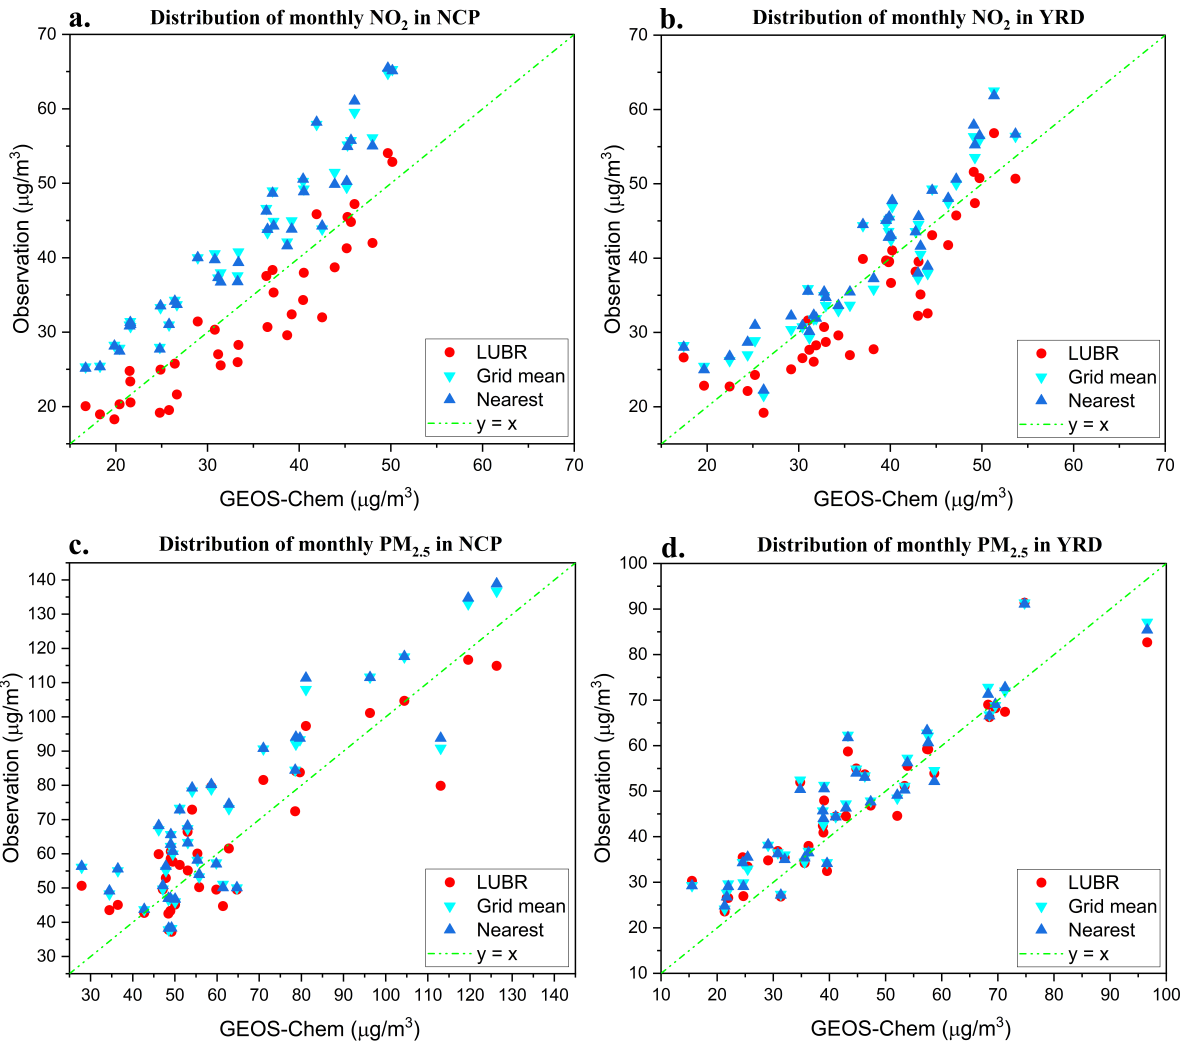 a. Distribution of monthly NO2 in NCP
70
60
50
40
30
20
Observation (μg/m3)
20 30 40 50 60 70
GEOS-Chem (μg/m3)
LUBR
Grid mean
Nearest
y = x
b. Distribution of monthly NO2 in YRD
70
60
50
40
30
20
Observation (μg/m3)
20 30 40 50 60 70
GEOS-Chem (μg/m3)
LUBR
Grid mean
Nearest
y = x
c. Distribution of monthly PM2.5 in NCP
140
130
120
110
100
90
80
70
60
50
40
30
Observation (μg/m3)
30 40 50 60 70 80 90 100 110 120 130 140
GEOS-Chem (μg/m3)
LUBR
Grid mean
Nearest
y = x
d. Distribution of monthly PM2.5 in YRD
100
90
80
70
60
50
40
30
20
10
Observation (μg/m3)
10 20 30 40 50 60 70 80 90 100
GEOS-Chem (μg/m3)
LUBR
Grid mean
Nearest
y = x